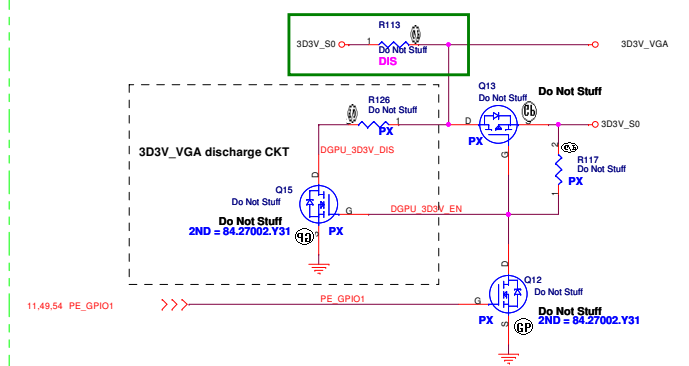 R113
3D3V_S0
1
Do Not Stuff
DIS
3D3V_VGA
Q13
Do Not Stuff
Do Not Stuff
R126
Do Not Stuff
1
PX
D
S
3D3V_S0
PX
G
2
R117
Do Not Stuff
PX
1
3D3V_VGA discharge CKT
DGPU_3D3V_DIS
Q15
D
Do Not Stuff
G
DGPU_3D3V_EN
Do Not Stuff
2ND = 84.27002.Y31
PX
S
D
Q12
Do Not Stuff
11,49,54 PE_GPIO1
PE_GPIO1
G
PX
S
GP
Do Not Stuff
2ND = 84.27002.Y31